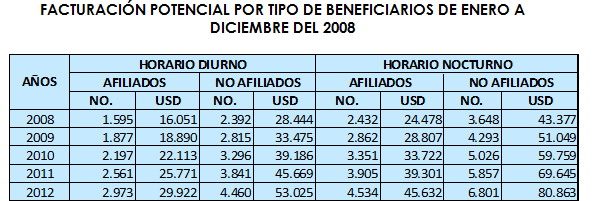 FACTURACIÓN POTENCIAL POR TIPO DE BENEFICIARIOS DE ENERO A
DICIEMBRE DEL 2008
AÑOS HORARIO DIURNO HORARIO NOCTURNO
AFILIADOS NO AFILIADOS AFILIADOS NO AFILIADOS
NO. USD NO. USD NO. USD NO. USD
2008 1.595 16.051 2.392 28.444 2.432 24.478 3.648 43.377
2009 1.877 18.890 2.815 33.475 2.862 28.807 4.293 51.049
2010 2.197 22.113 3.296 39.186 3.351 33.722 5.026 59.759
2011 2.561 25.771 3.841 45.669 3.905 39.301 5.857 69.645
2012 2.973 29.922 4.460 53.025 4.534 45.632 6.801 80.863